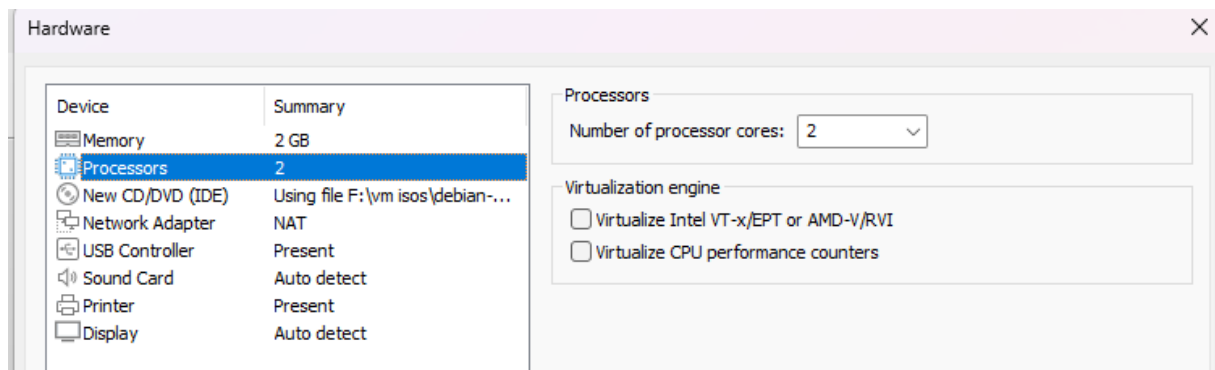 Hardware
Device Summary
Memory 2 GB
Processors 2
New CD/DVD (IDE) Using file F:\vm isos\debian-...
Network Adapter NAT
USB Controller Present
Sound Card Auto detect
Printer Present
Display Auto detect
Processors
Number of processor cores: 2
Virtualization engine
Virtualize Intel VT-x/EPT or AMD-V/RVI
Virtualize CPU performance counters